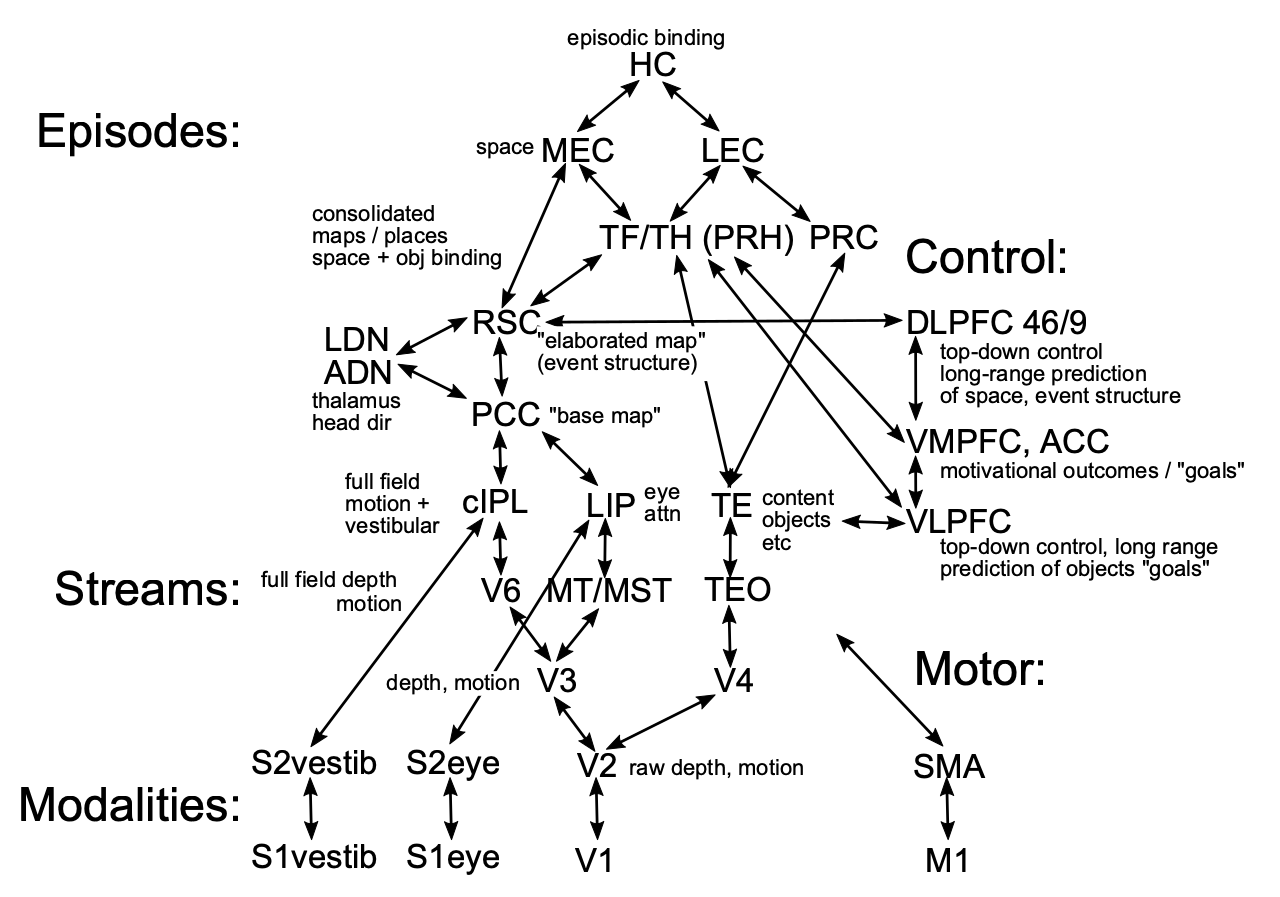 episodic binding
HC
Episodes:
space MEC LEC
consolidated
maps / places
space + obj binding
TF/TH (PRH) PRC
Control:
RSC
"elaborated map"
(event structure)
LDN
ADN
thalamus
head dir
DLPFC 46/9
top-down control
long-range prediction
of space, event structure
PCC "base map"
VMPFC, ACC
motivational outcomes / "goals"
full field
motion +
vestibular
cIPL
LIP
eye
attn
TE
content
objects
etc
VLPFC
top-down control, long range
prediction of objects "goals"
Streams:
full field depth
motion
V6 MT/MST TEO
depth, motion V3 V4
Motor:
S2vestib S2eye V2 raw depth, motion SMA
Modalities:
S1vestib S1eye V1 M1